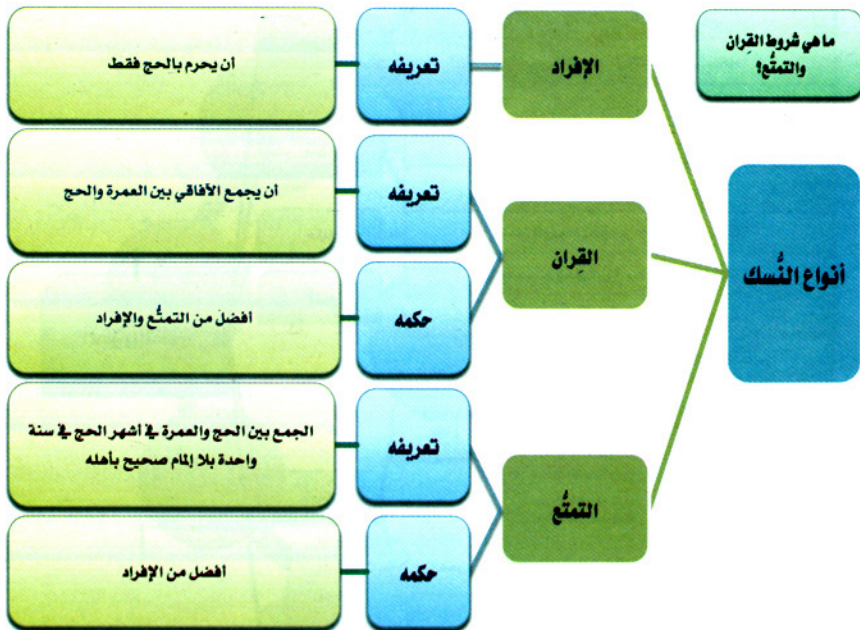 ما هي شروط القِران
والتمتُّع؟
أنواع النُّسك
الإفراد
تعريفه
أن يحرم بالحج فقط
القِران
تعريفه
أن يجمع الأفاقي بين العمرة والحج
حكمه
أفضل من التمتُّع والإفراد
التمتُّع
تعريفه
الجمع بين الحج والعمرة في أشهر الحج في سنة
واحدة بلا إلمام صحيح بأهله
حكمه
أفضل من الإفراد